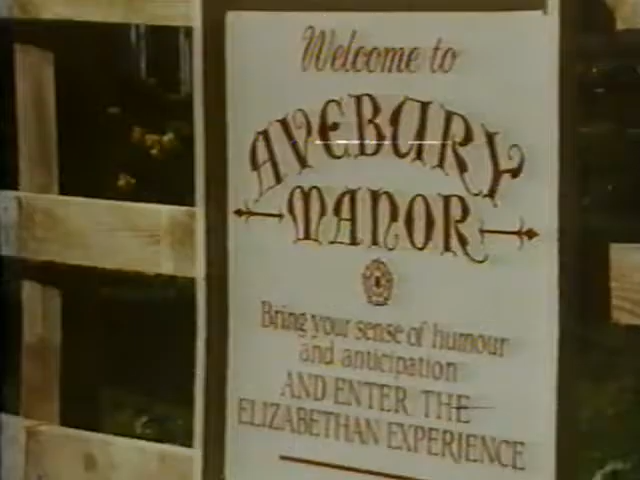 Welcome to
AVEBURY
MANOR
Bring your sense of humour
and anticipation
AND ENTER THE
ELIZABETHAN EXPERIENCE